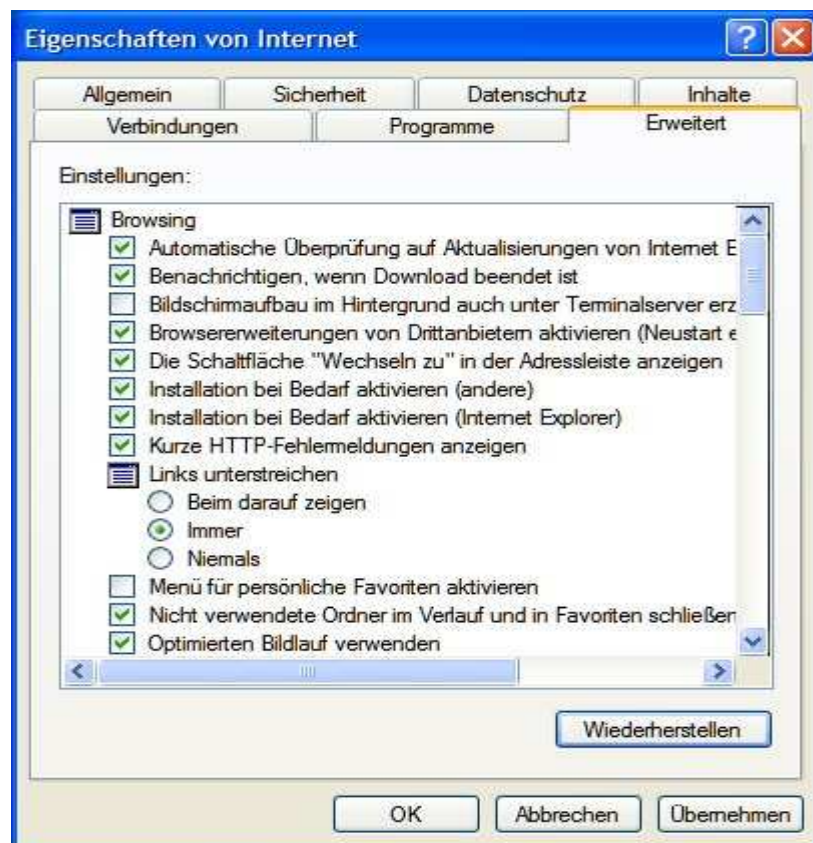 Eigenschaften von Internet
Allgemein Sicherheit Datenschutz Inhalte
Verbindungen Programme Erweitert
Einstellungen:
Browsing
Automatische Überprüfung auf Aktualisierungen von Internet E
Benachrichtigen, wenn Download beendet ist
Bildschirmaufbau im Hintergrund auch unter Terminalserver erz
Browsererweiterungen von Drittanbietern aktivieren (Neustart e
Die Schaltfläche "Wechseln zu" in der Adressleiste anzeigen
Installation bei Bedarf aktivieren (andere)
Installation bei Bedarf aktivieren (Internet Explorer)
Kurze HTTP-Fehlermeldungen anzeigen
Links unterstreichen
Beim darauf zeigen
Immer
Niemals
Menü für persönliche Favoriten aktivieren
Nicht verwendete Ordner im Verlauf und in Favoriten schließen
Optimierten Bildlauf verwenden
Wiederherstellen
OK Abbrechen Übernehmen